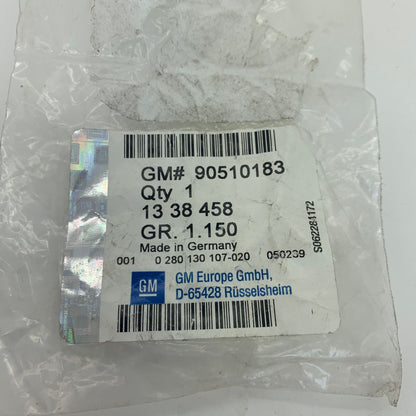 GM# 90510183
Qty 1
13 38 458
GR. 1.150
Made in Germany
001 0 280 130 107-020 050239
GM
GM Europe GmbH,
D-65428 Rüsselsheim
S062281172